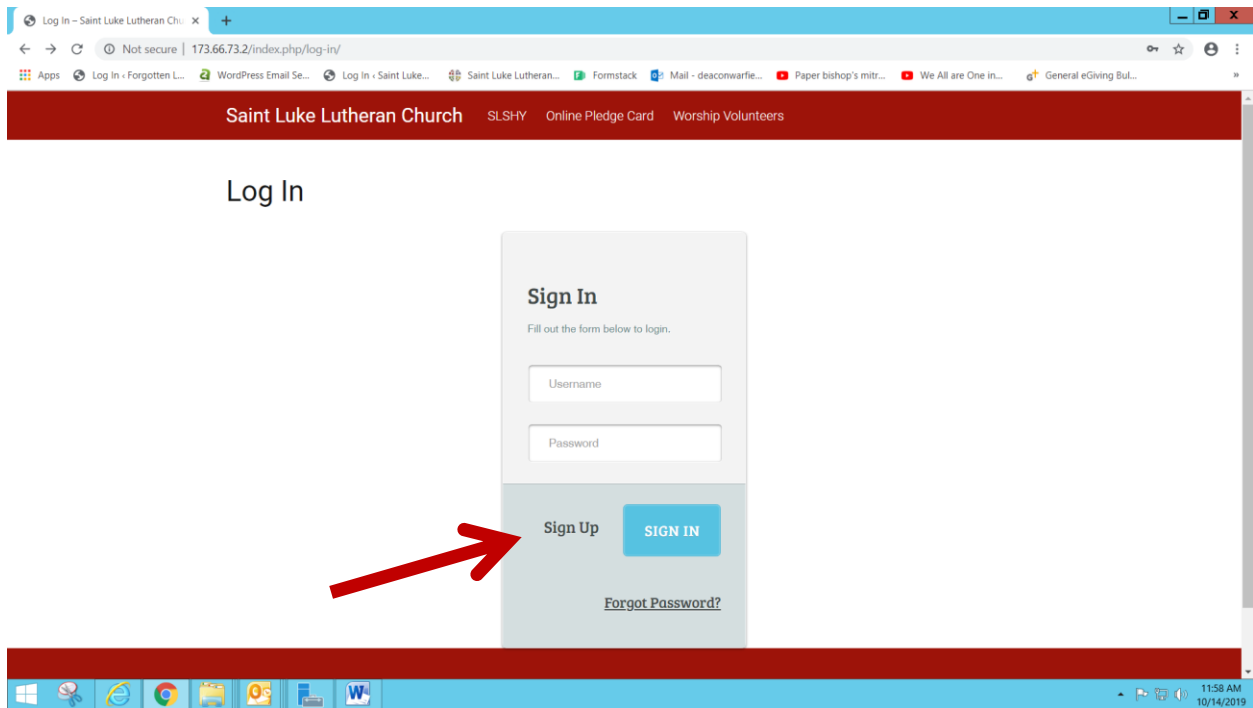 Log In – Saint Luke Lutheran Chu
Not secure | 173.66.73.2/index.php/log-in/
Apps Log In ‹ Forgotten L... WordPress Email Se... Log In ‹ Saint Luke... Saint Luke Lutheran... Formstack Mail - deaconwarfie... Paper bishop's mitr... We All are One in... General eGiving Bul... »
Saint Luke Lutheran Church SLSHY Online Pledge Card Worship Volunteers
Log In
Sign In
Fill out the form below to login.
Username
Password
Sign Up SIGN IN
Forgot Password?
11:58 AM
10/14/2019